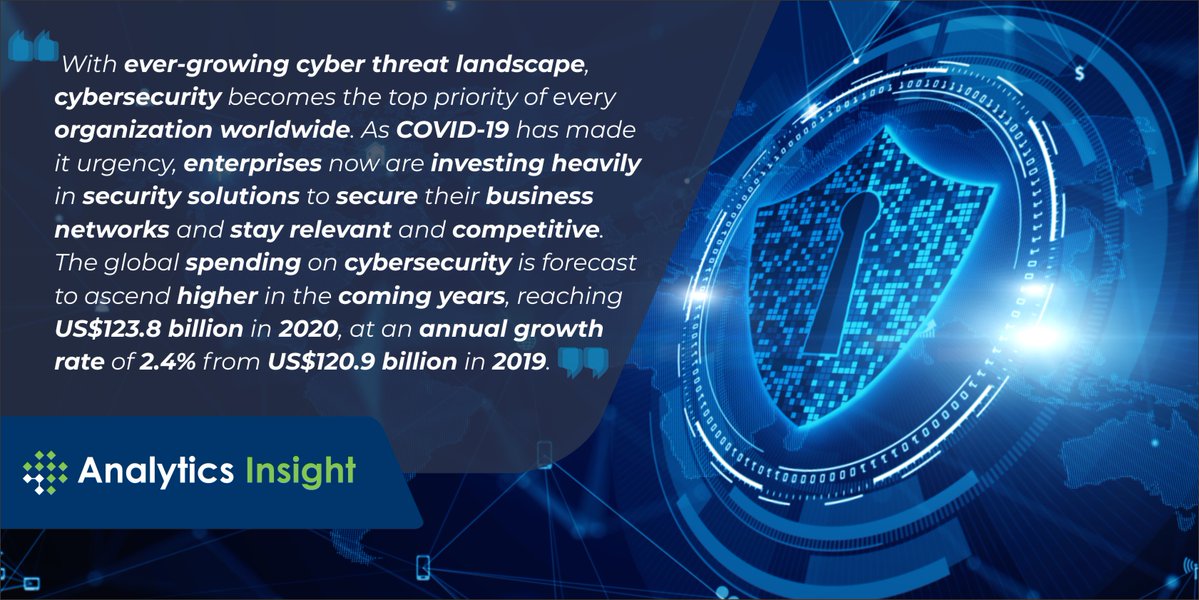 With ever-growing cyber threat landscape,
cybersecurity becomes the top priority of every
organization worldwide. As COVID-19 has made
it urgency, enterprises now are investing heavily
in security solutions to secure their business
networks and stay relevant and competitive.
The global spending on cybersecurity is forecast
to ascend higher in the coming years, reaching
US$123.8 billion in 2020, at an annual growth
rate of 2.4% from US$120.9 billion in 2019.
Analytics Insight
$